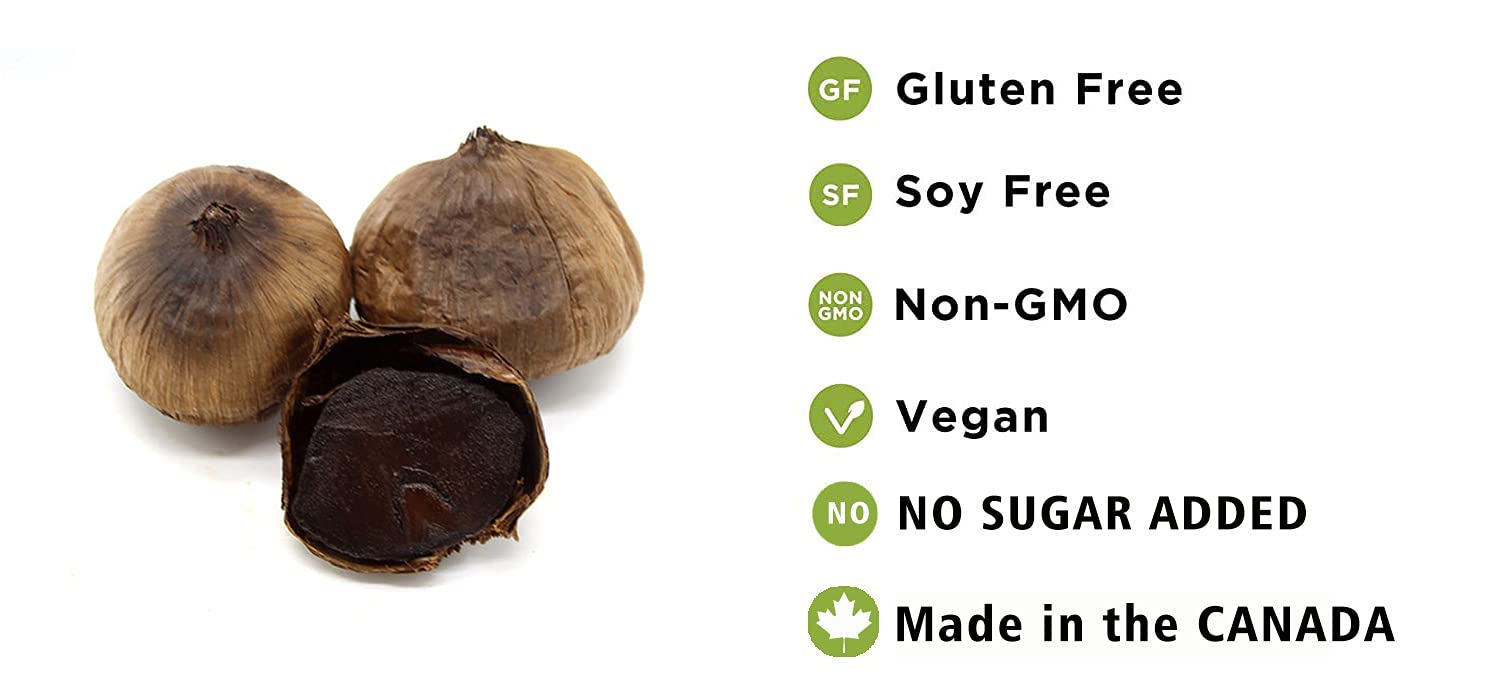 GF Gluten Free
SF Soy Free
NON GMO Non-GMO
Vegan
NO NO SUGAR ADDED
Made in the CANADA